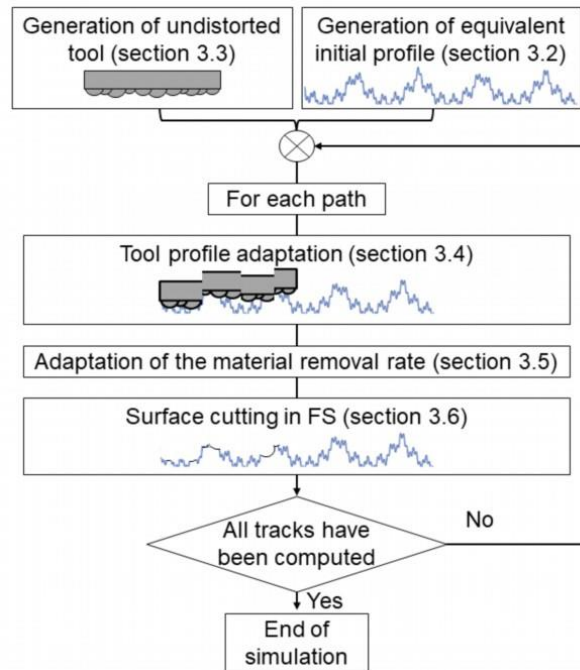 Generation of undistorted
tool (section 3.3)
Generation of equivalent
initial profile (section 3.2)
For each path
Tool profile adaptation (section 3.4)
Adaptation of the material removal rate (section 3.5)
Surface cutting in FS (section 3.6)
All tracks have
been computed
No
Yes
End of
simulation